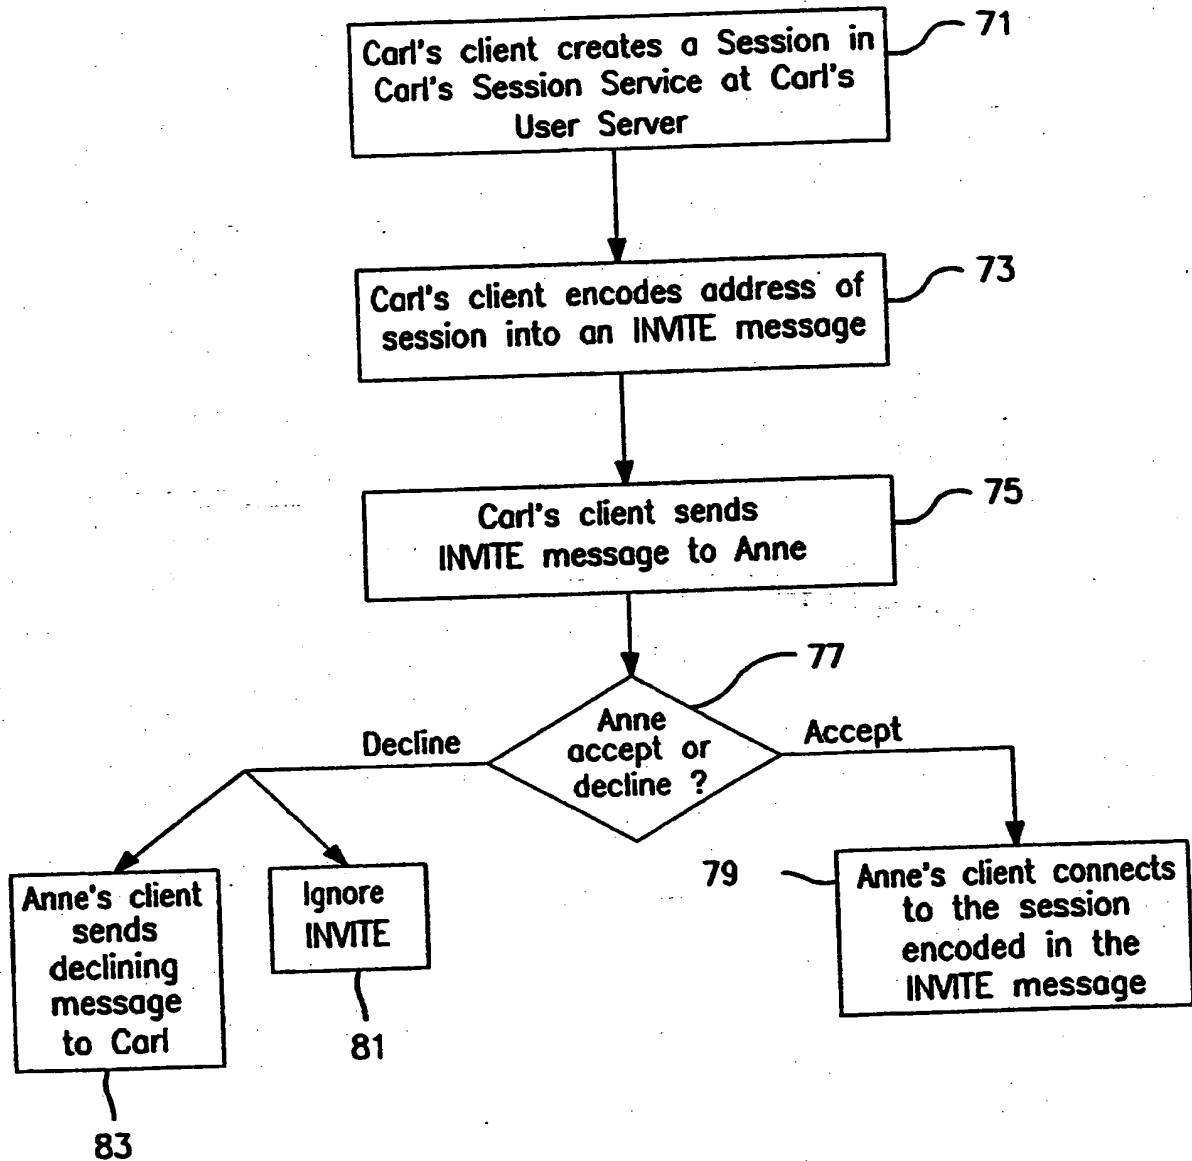 Carl's client creates a Session in
Carl's Session Service at Carl's
User Server
71
Carl's client encodes address of
session into an INVITE message
73
Carl's client sends
INVITE message to Anne
75
77
Anne
accept or
decline ?
Decline
Accept
Anne's client
sends
declining
message
to Carl
83
Ignore
INVITE
81
79
Anne's client connects
to the session
encoded in the
INVITE message